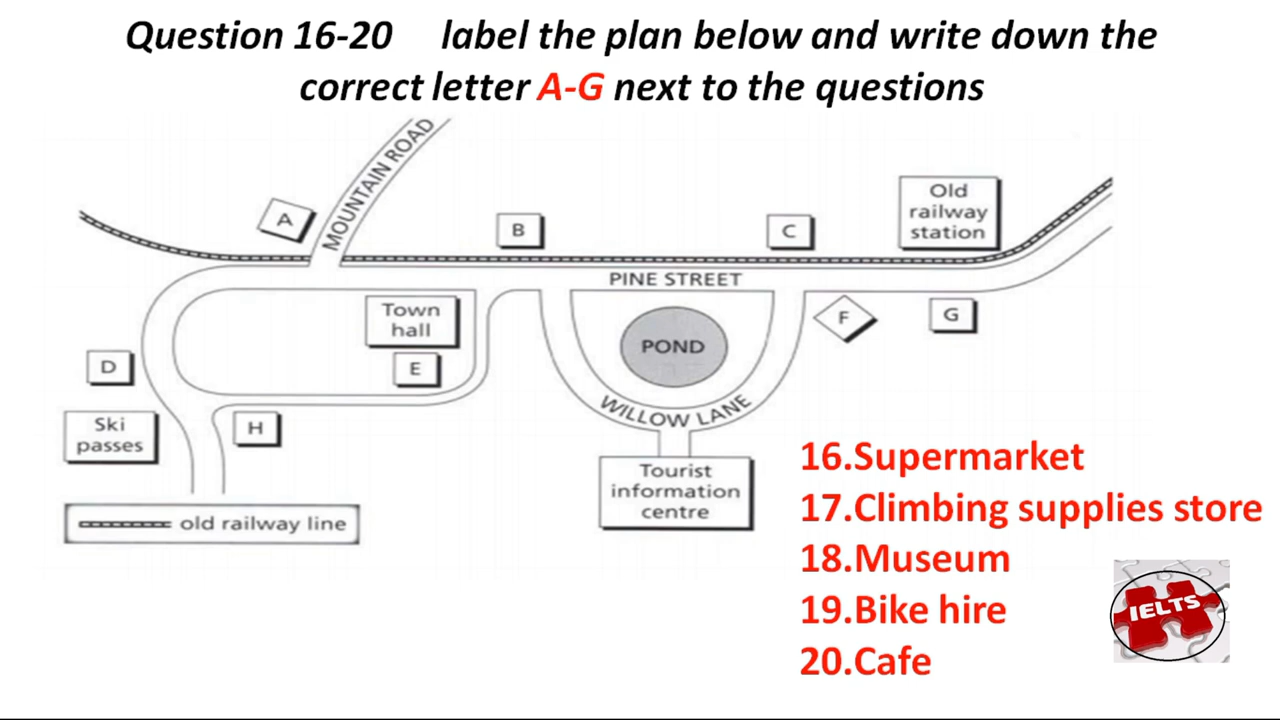 Question 16-20 label the plan below and write down the
correct letter A-G next to the questions
MOUNTAIN ROAD
A
B
C
Old
railway
station
PINE STREET
Town
hall
POND
F
G
D
E
WILLOW LANE
Ski
passes
H
Tourist
information
centre
old railway line
16.Supermarket
17.Climbing supplies store
18.Museum
19.Bike hire
20.Cafe
IELTS